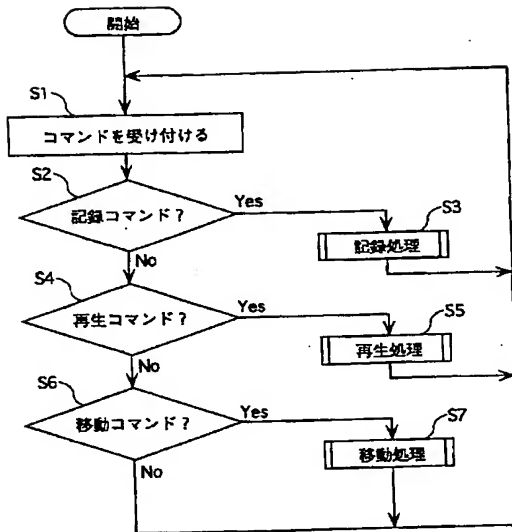 開始
S1
コマンドを受け付ける
S2
記録コマンド?
Yes
S3
記録処理
No
S4
再生コマンド?
Yes
S5
再生処理
No
S6
移動コマンド?
Yes
S7
移動処理
No